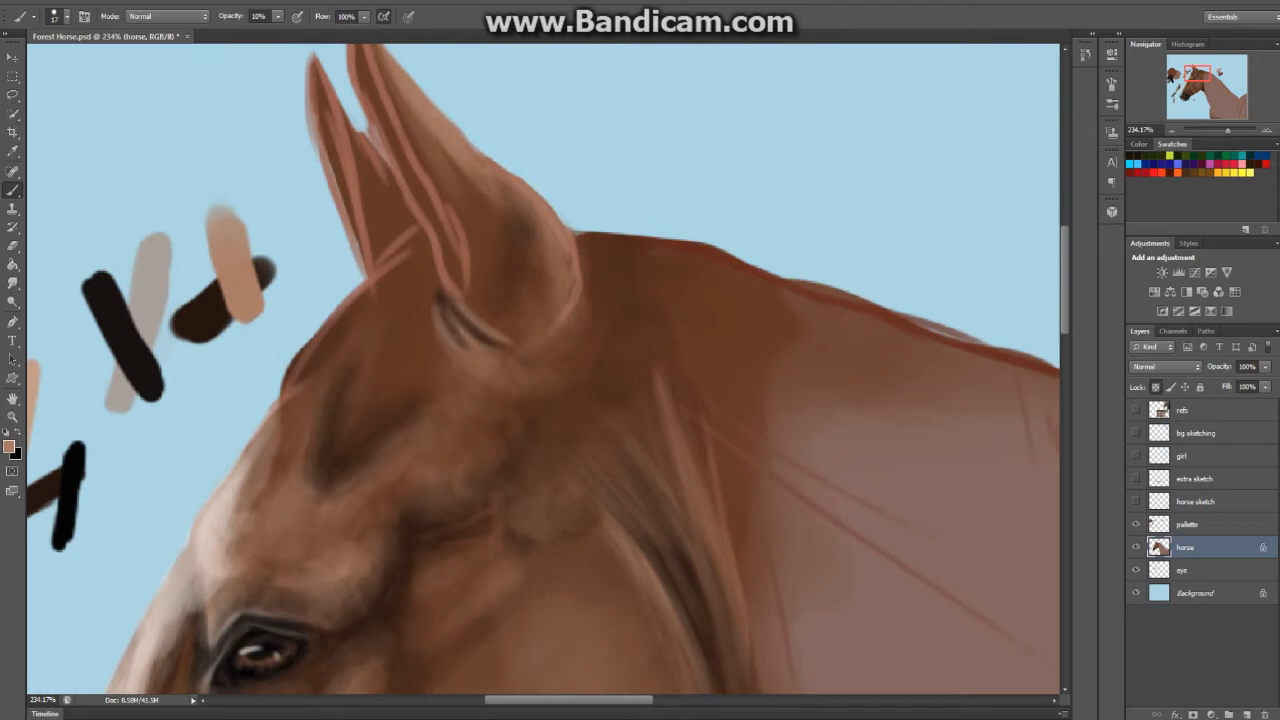 www.Bandicam.com
17 Mode: Normal Opacity: 10% Flow: 100% Essentials
Forest Horse.psd @ 234% (horse, RGB/8) * ×
Navigator Histogram
234.17%
Color Swatches
Adjustments Styles
Add an adjustment
Layers Channels Paths
Kind
Normal Opacity: 100%
Lock: Fill: 100%
refs
bg sketching
girl
extra sketch
horse sketch
pallette
horse
eye
Background
234.17% Doc: 8.58M/41.5M
Timeline